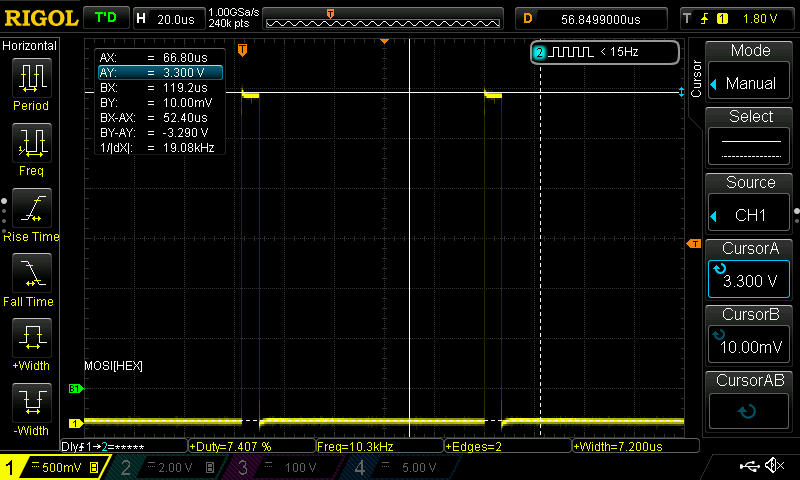 RIGOL T'D H 20.0us 1.00GSa/s 240k pts T D 56.8499000us T 1 1.80 V
Horizontal
Period
Freq
Rise Time
Fall Time
+Width
-Width
AX: = 66.80us
AY: = 3.300 V
BX: = 119.2us
BY: = 10.00mV
BX-AX: = 52.40us
BY-AY: = -3.290 V
1/|dX|: = 19.08kHz
T
2 < 15Hz
T
MOSI[HEX]
B1
1
Cursor
Mode
Manual
Select
Source
CH1
CursorA
3.300 V
CursorB
10.00mV
CursorAB
Dly 1→2=***** +Duty=7.407 % Freq=10.3kHz +Edges=2 +Width=7.200us
1 500mV B 2 2.00 V B 3 100 V 4 5.00 V